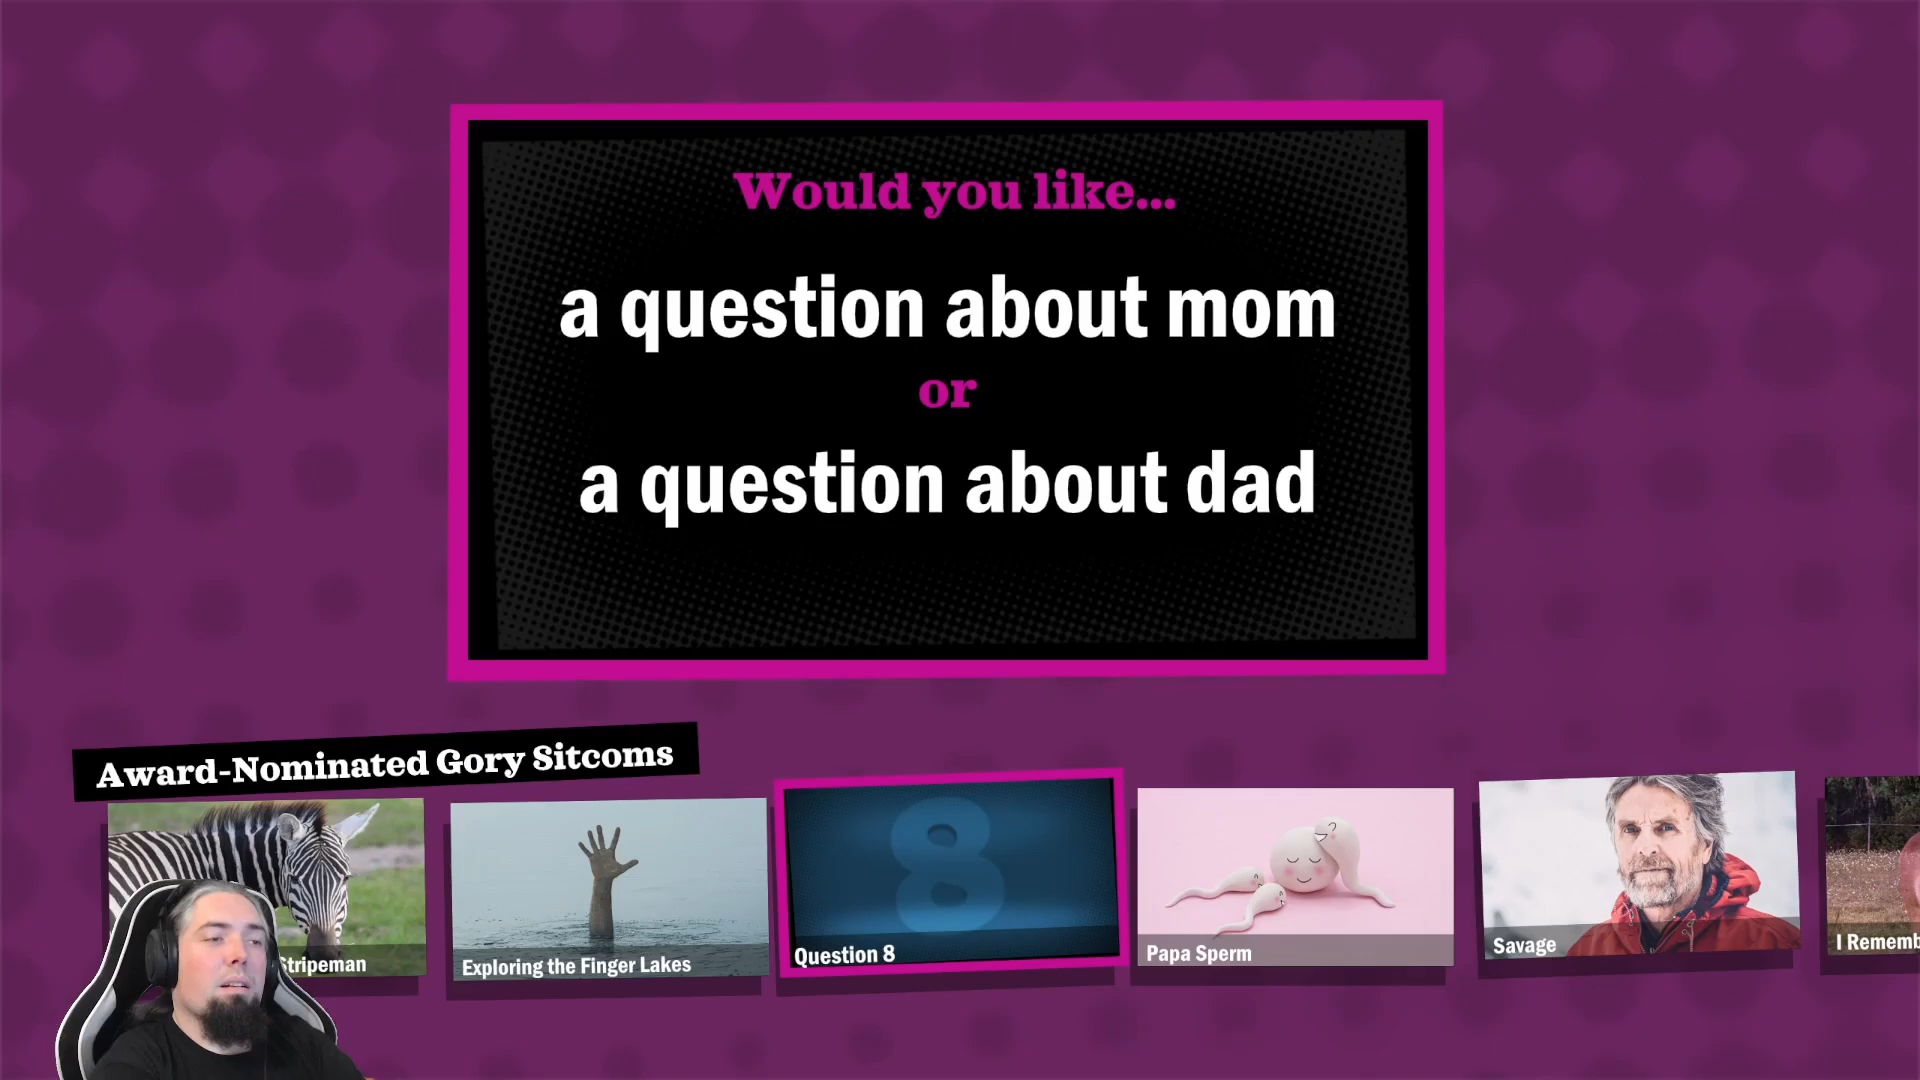 Would you like...
a question about mom
or
a question about dad
Award-Nominated Gory Sitcoms
Stripeman
Exploring the Finger Lakes
8
Question 8
Papa Sperm
Savage
I